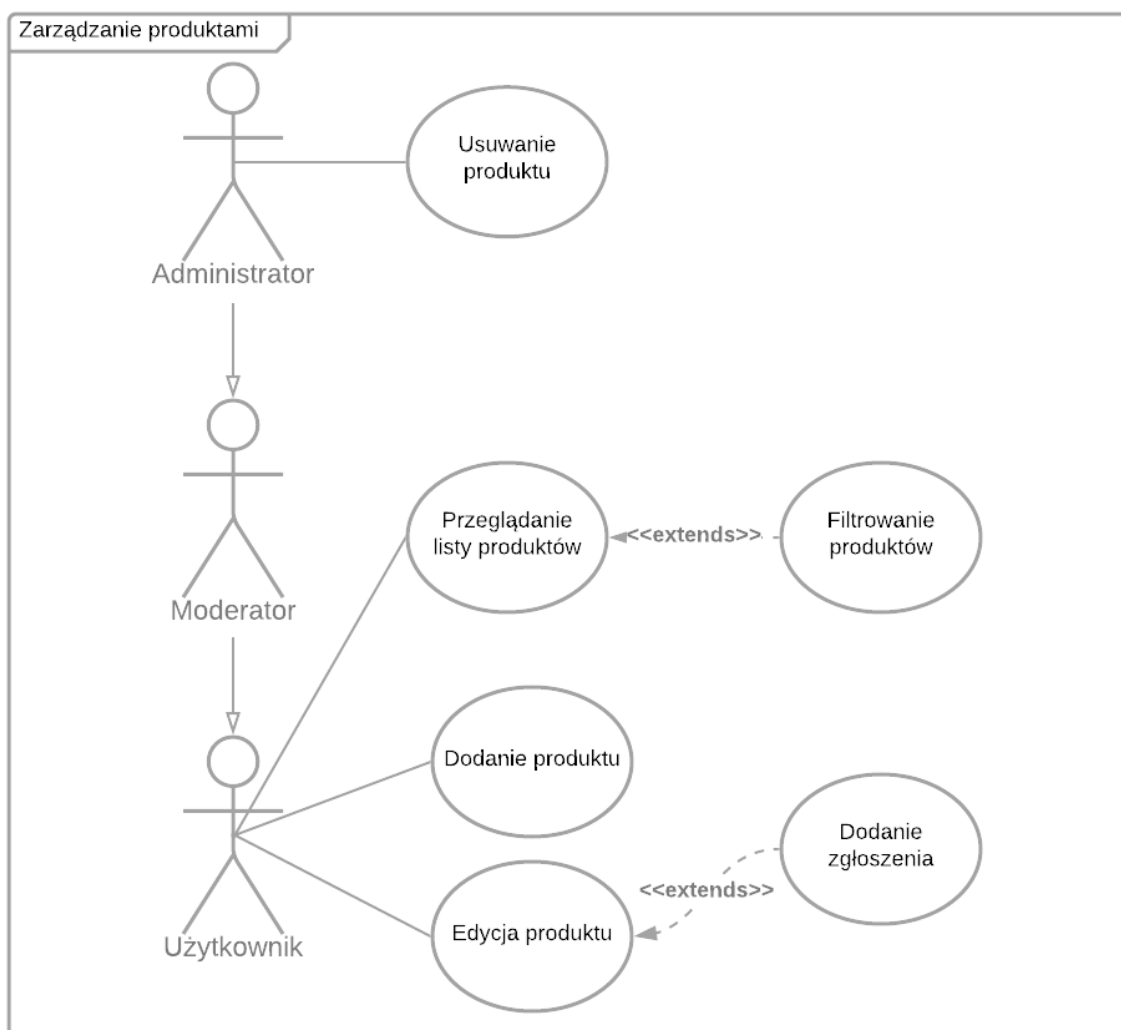 Zarządzanie produktami
Usuwanie
produktu
Administrator
Przeglądanie
listy produktów
<<extends>>
Filtrowanie
produktów
Moderator
Dodanie produktu
Dodanie
zgłoszenia
<<extends>>
Edycja produktu
Użytkownik